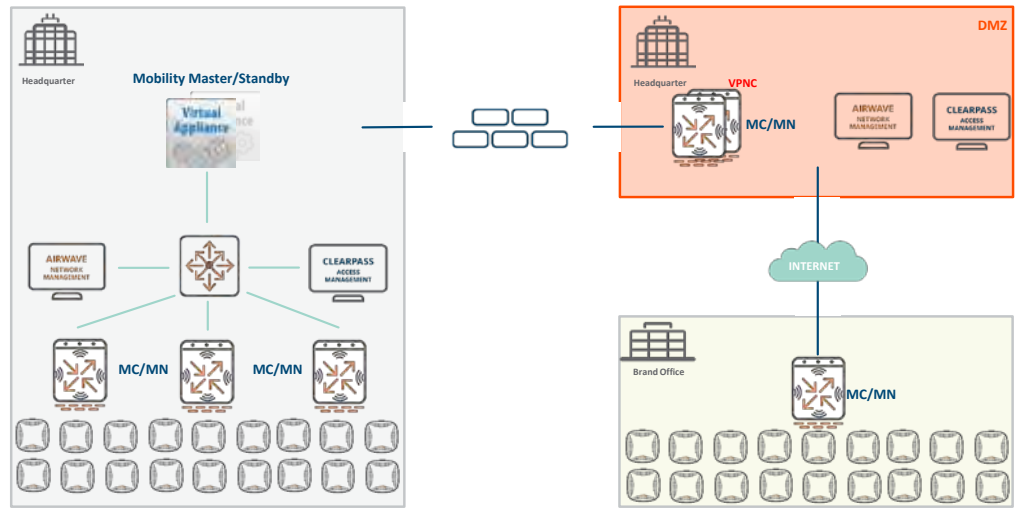 Headquarter
Mobility Master/Standby
Virtual
Appliance
AIRWAVE
NETWORK
MANAGEMENT
CLEARPASS
ACCESS
MANAGEMENT
MC/MN
MC/MN
DMZ
Headquarter
VPNC
MC/MN
AIRWAVE
NETWORK
MANAGEMENT
CLEARPASS
ACCESS
MANAGEMENT
INTERNET
Brand Office
MC/MN